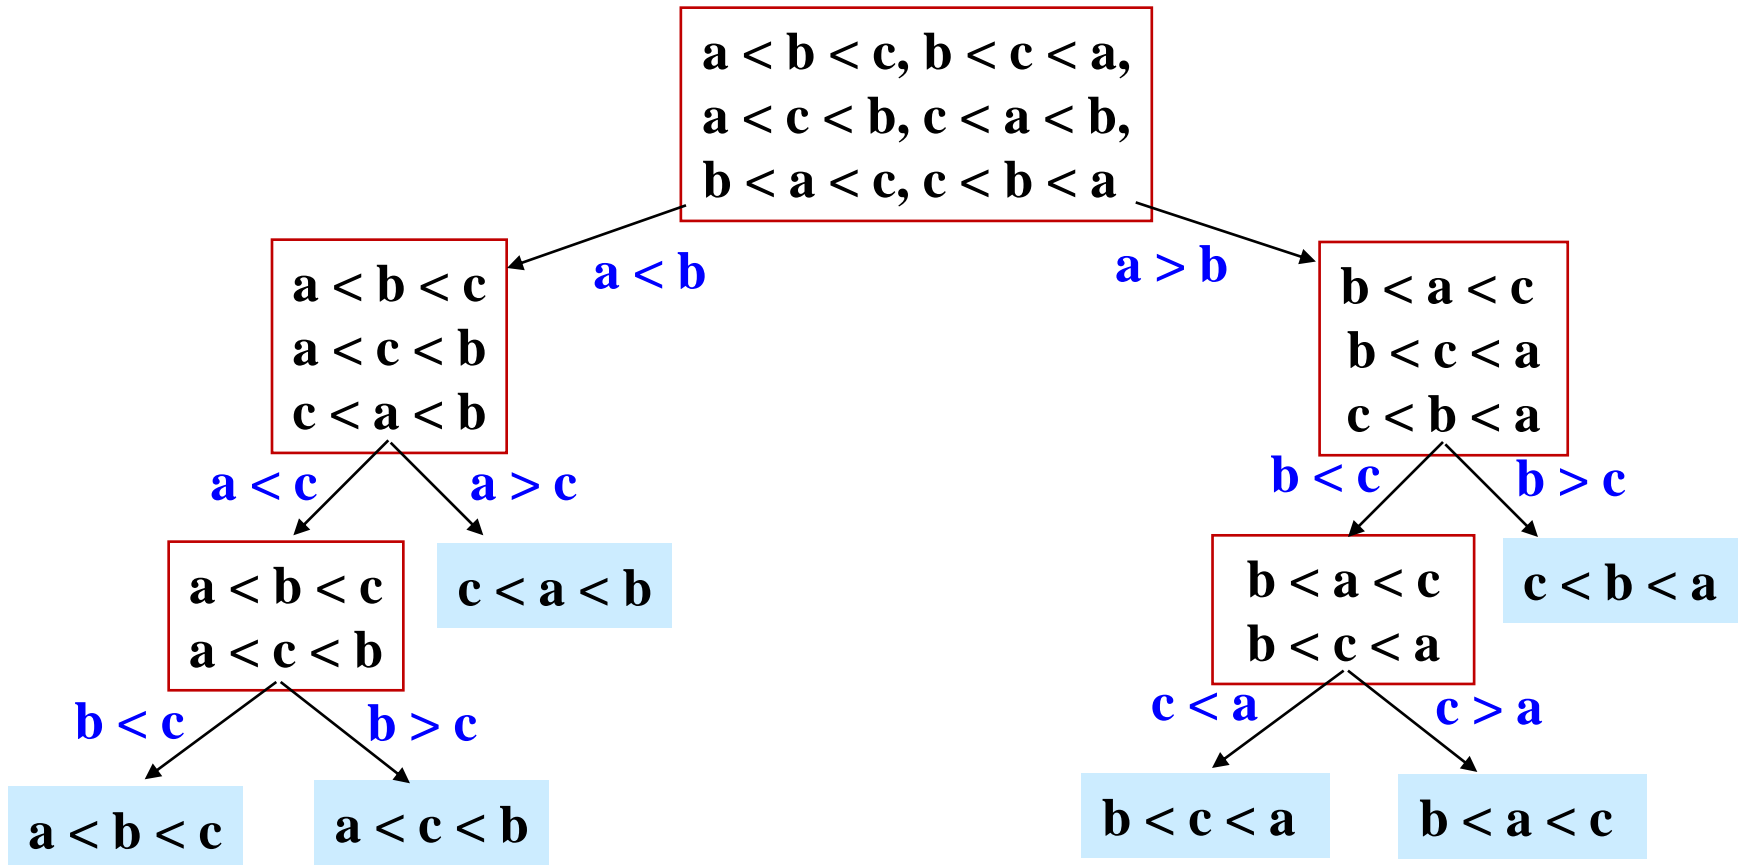 a < b < c, b < c < a,
a < c < b, c < a < b,
b < a < c, c < b < a
a < b
a > b
a < b < c
a < c < b
c < a < b
b < a < c
b < c < a
c < b < a
a < c
a > c
b < c
b > c
a < b < c
a < c < b
c < a < b
b < a < c
b < c < a
c < b < a
b < c
b > c
c < a
c > a
a < b < c
a < c < b
b < c < a
b < a < c